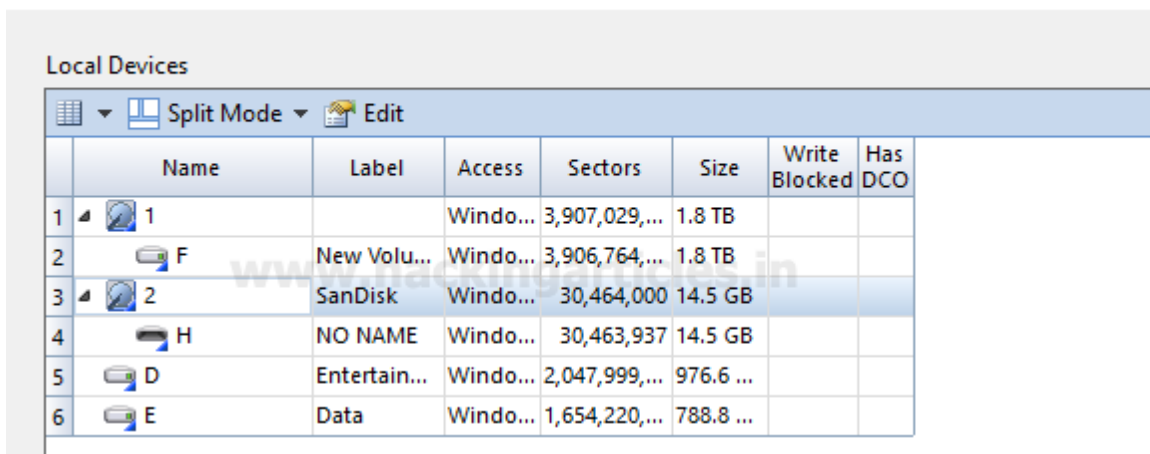 Local Devices
Split Mode Edit
Name Label Access Sectors Size Write Blocked Has DCO
1 1 Windo... 3,907,029,... 1.8 TB
2 F New Volu... Windo... 3,906,764,... 1.8 TB
www.hackingarticles.in
3 2 SanDisk Windo... 30,464,000 14.5 GB
4 H NO NAME Windo... 30,463,937 14.5 GB
5 D Entertain... Windo... 2,047,999,... 976.6 ...
6 E Data Windo... 1,654,220,... 788.8 ...